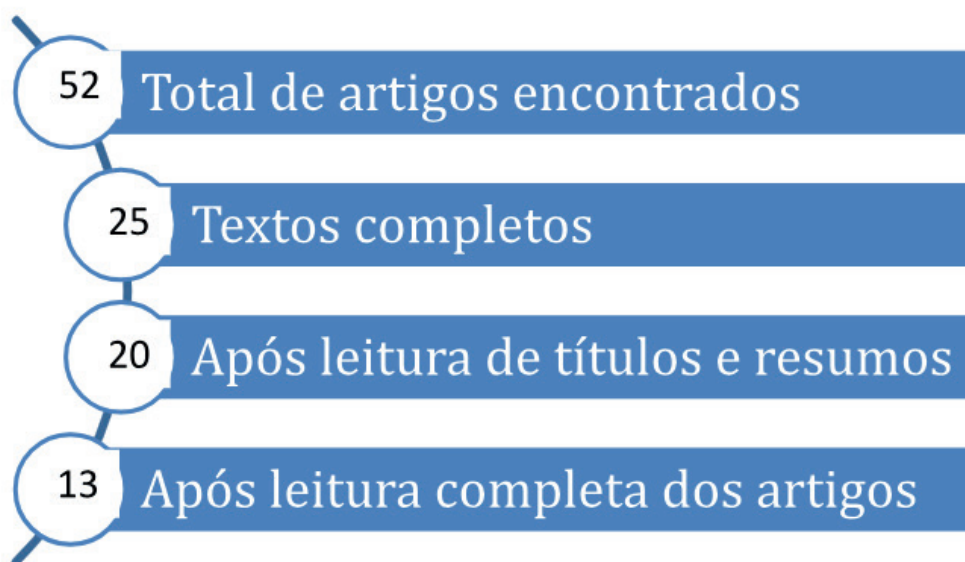 52 Total de artigos encontrados
25 Textos completos
20 Após leitura de títulos e resumos
13 Após leitura completa dos artigos